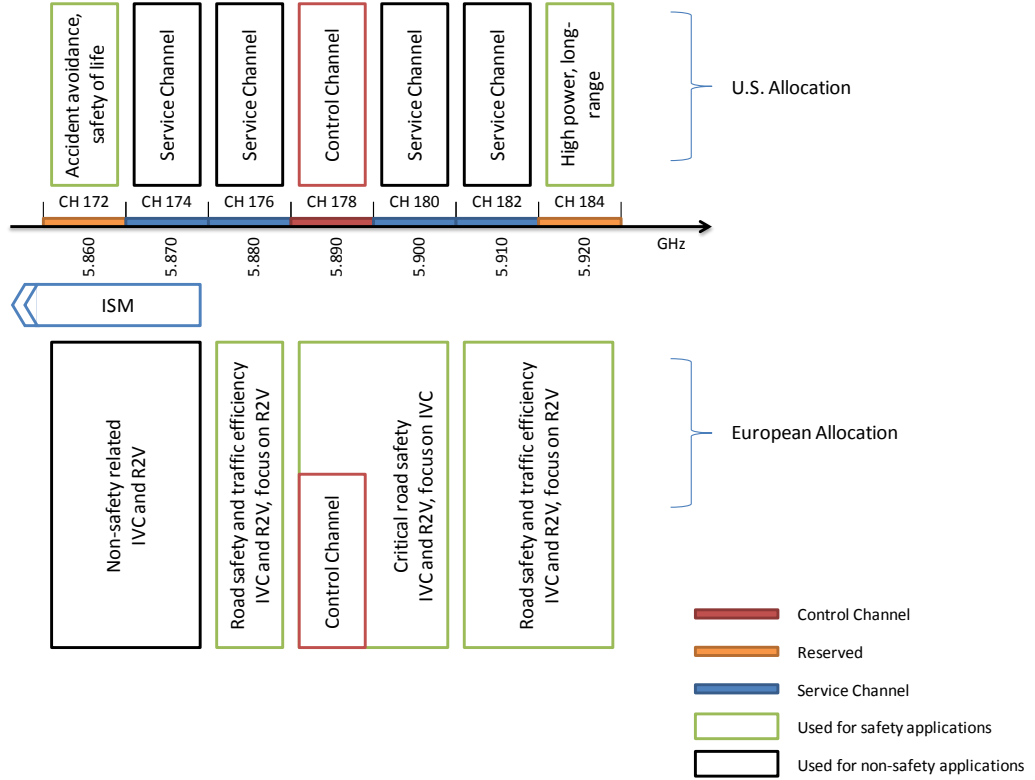 Accident avoidance,
safety of life
Service Channel
Service Channel
Control Channel
Service Channel
Service Channel
High power, long-
range
U.S. Allocation
CH 172
CH 174
CH 176
CH 178
CH 180
CH 182
CH 184
5.860
5.870
5.880
5.890
5.900
5.910
5.920
GHz
ISM
Non-safety related
IVC and R2V
Road safety and traffic efficiency
IVC and R2V, focus on R2V
Control Channel
Critical road safety
IVC and R2V, focus on IVC
Road safety and traffic efficiency
IVC and R2V, focus on R2V
European Allocation
Control Channel
Reserved
Service Channel
Used for safety applications
Used for non-safety applications